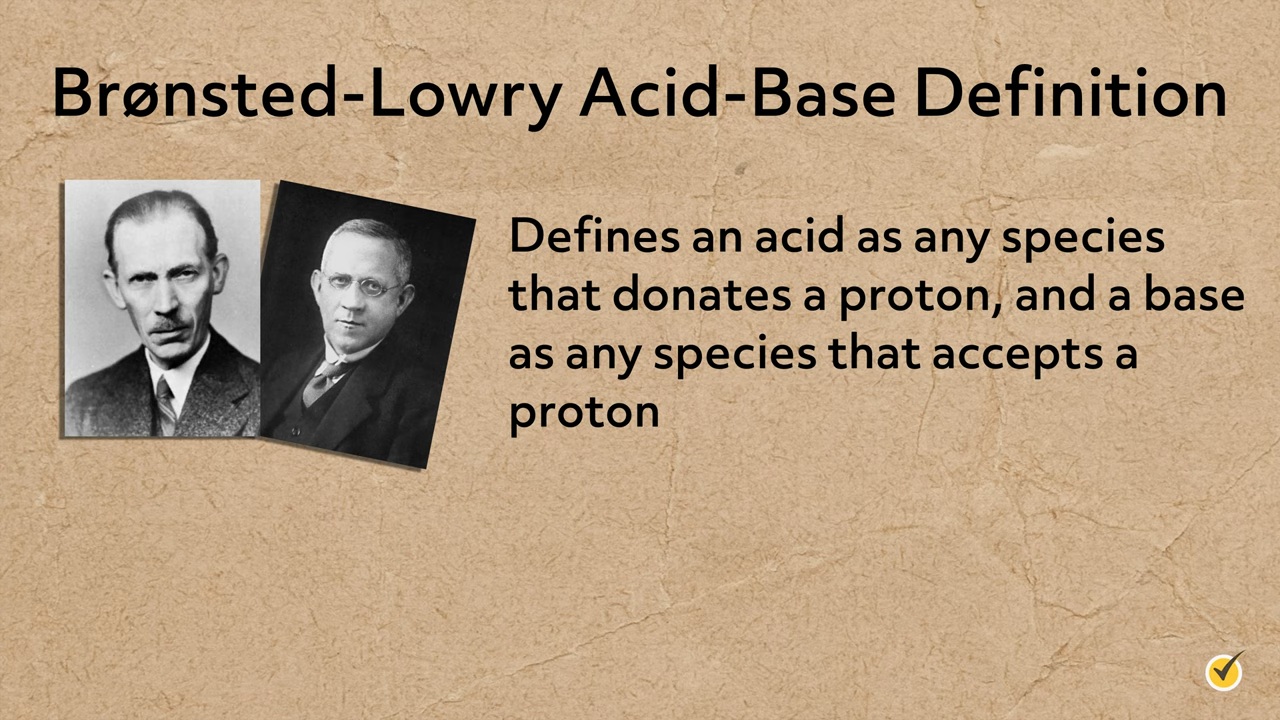 Brønsted-Lowry Acid-Base Definition
Defines an acid as any species
that donates a proton, and a base
as any species that accepts a
proton